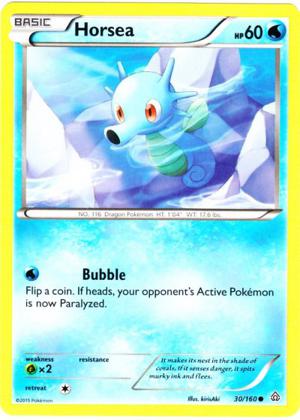 BASIC
Horsea
HP60
NO. 116 Dragon Pokémon HT: 1'04" WT: 17.6 lbs.
Bubble
Flip a coin. If heads, your opponent's Active Pokémon
is now Paralyzed.
weakness resistance
×2
It makes its nest in the shade of
corals. If it senses danger, it spits
murky ink and flees.
retreat
Illus. kirisAki
©2015 Pokémon
30/160